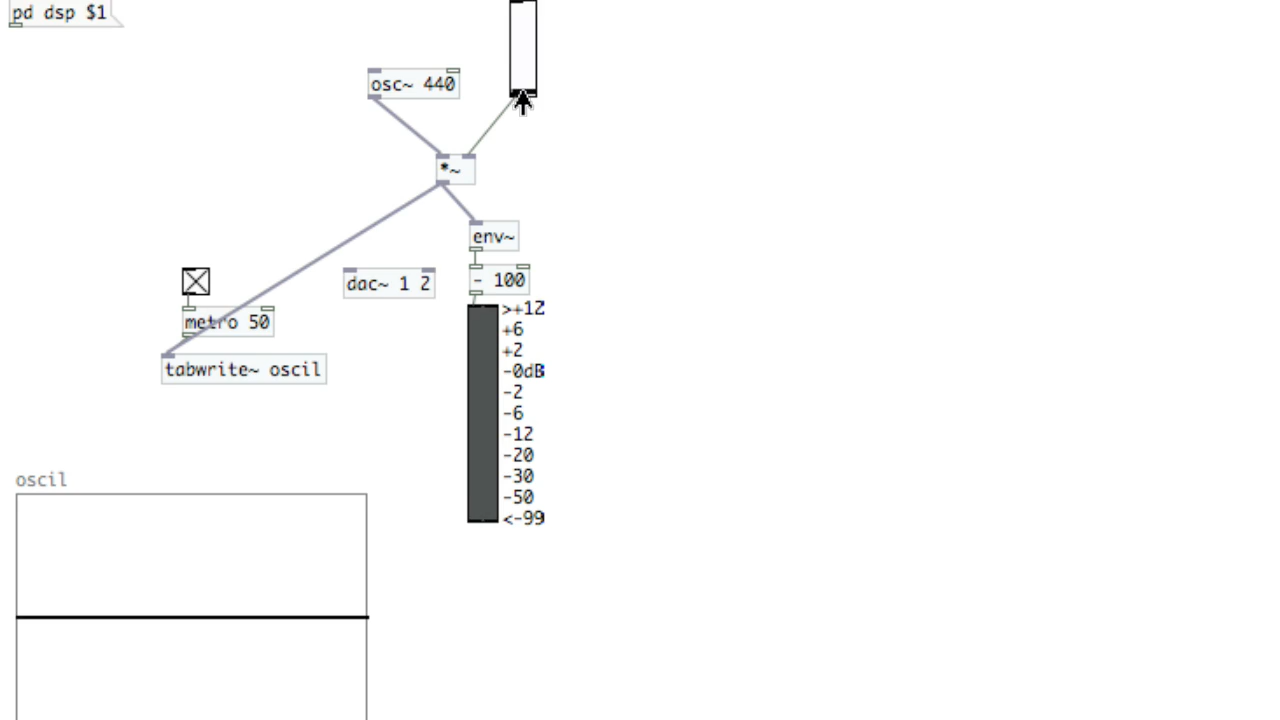 pd dsp $1
osc~ 440
*~
env~
- 100
dac~ 1 2
metro 50
tabwrite~ oscil
>+12
+6
+2
-0dB
-2
-6
-12
-20
-30
-50
<-99
oscil